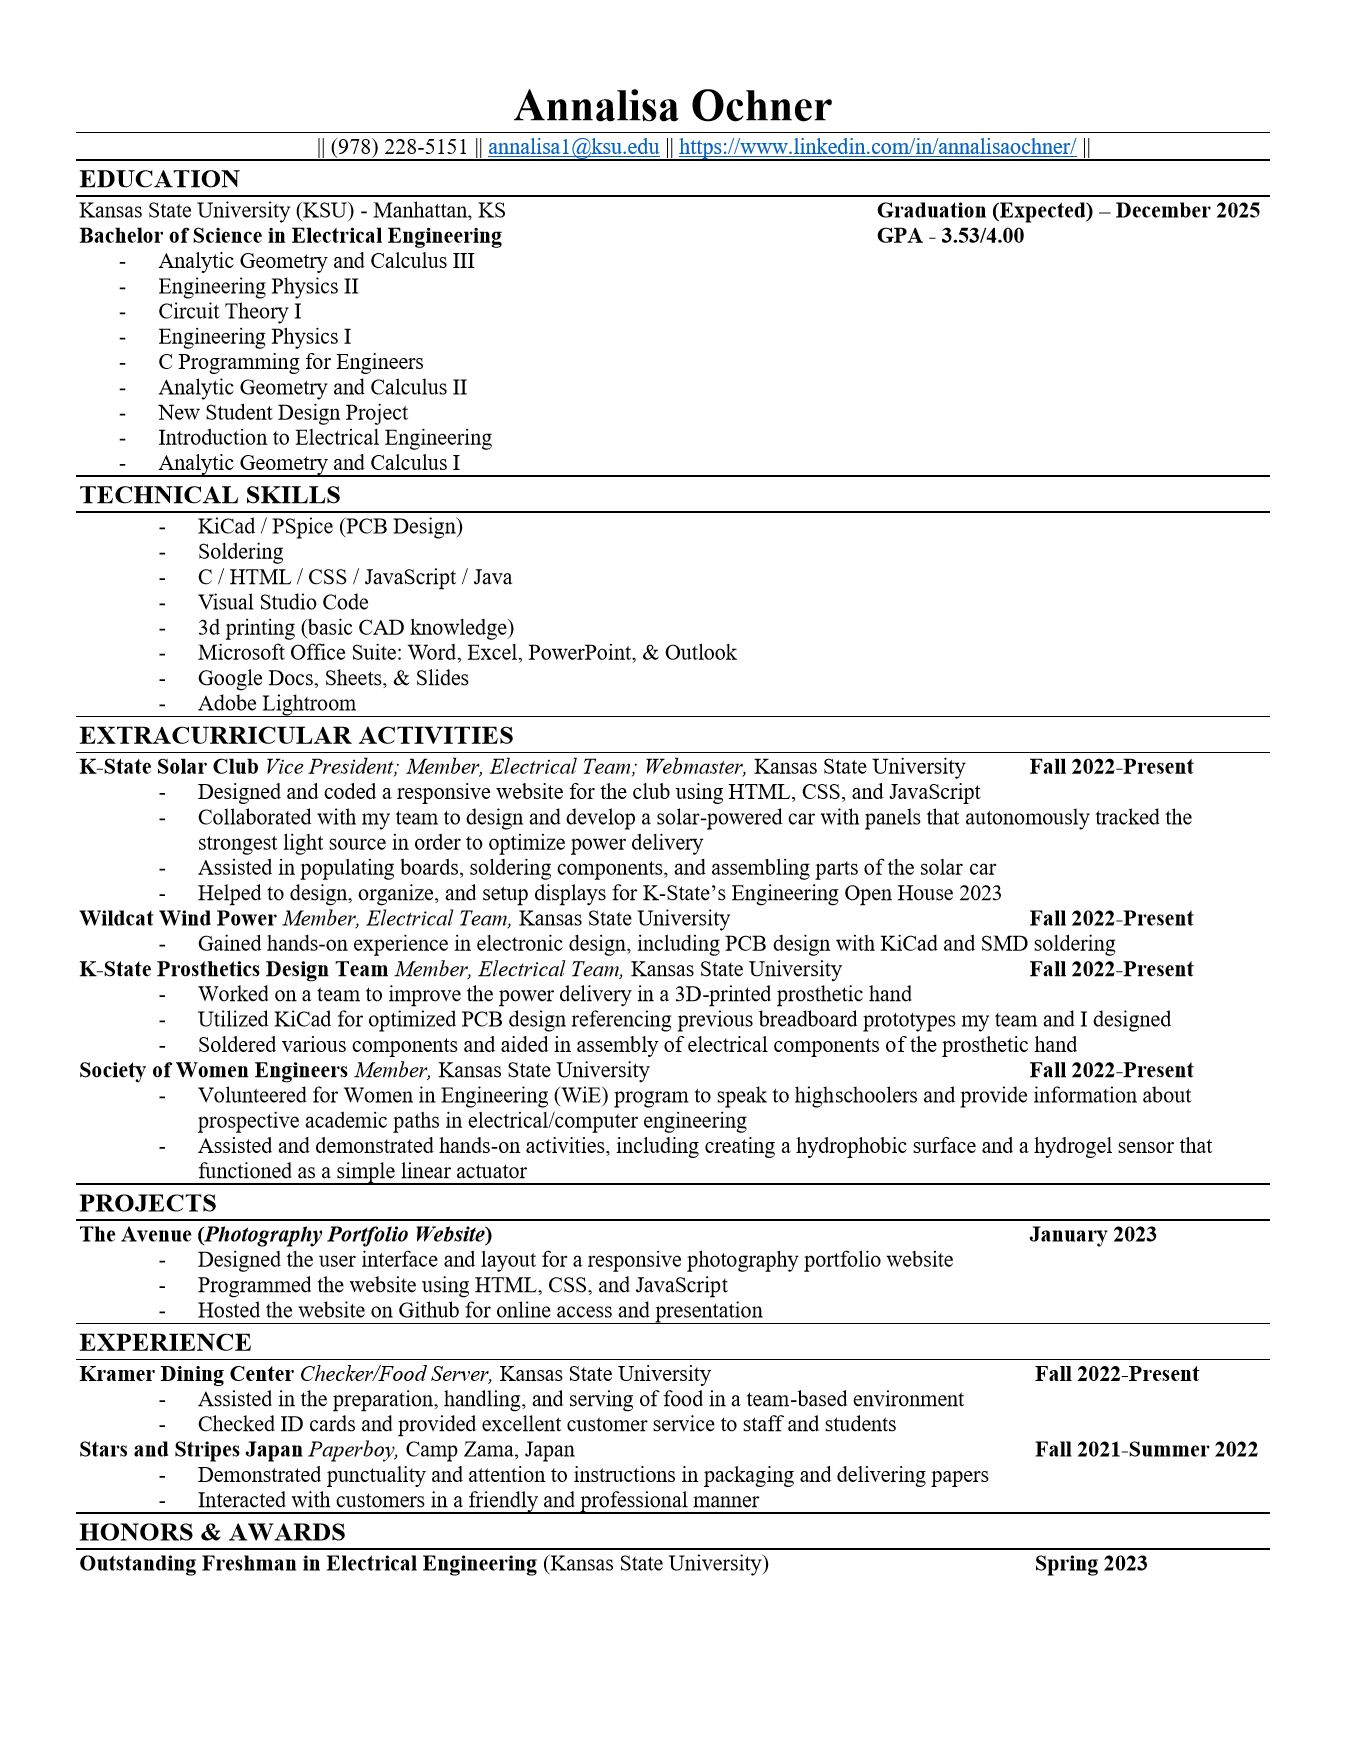 Annalisa Ochner
|| (978) 228-5151 || annalisa1@ksu.edu || https://www.linkedin.com/in/annalisaochner/ ||
EDUCATION
Kansas State University (KSU) - Manhattan, KS Graduation (Expected) – December 2025
Bachelor of Science in Electrical Engineering GPA - 3.53/4.00
- Analytic Geometry and Calculus III
- Engineering Physics II
- Circuit Theory I
- Engineering Physics I
- C Programming for Engineers
- Analytic Geometry and Calculus II
- New Student Design Project
- Introduction to Electrical Engineering
- Analytic Geometry and Calculus I
TECHNICAL SKILLS
- KiCad / PSpice (PCB Design)
- Soldering
- C / HTML / CSS / JavaScript / Java
- Visual Studio Code
- 3d printing (basic CAD knowledge)
- Microsoft Office Suite: Word, Excel, PowerPoint, & Outlook
- Google Docs, Sheets, & Slides
- Adobe Lightroom
EXTRACURRICULAR ACTIVITIES
K-State Solar Club Vice President; Member, Electrical Team; Webmaster, Kansas State University Fall 2022-Present
- Designed and coded a responsive website for the club using HTML, CSS, and JavaScript
- Collaborated with my team to design and develop a solar-powered car with panels that autonomously tracked the
strongest light source in order to optimize power delivery
- Assisted in populating boards, soldering components, and assembling parts of the solar car
- Helped to design, organize, and setup displays for K-State’s Engineering Open House 2023
Wildcat Wind Power Member, Electrical Team, Kansas State University Fall 2022-Present
- Gained hands-on experience in electronic design, including PCB design with KiCad and SMD soldering
K-State Prosthetics Design Team Member, Electrical Team, Kansas State University Fall 2022-Present
- Worked on a team to improve the power delivery in a 3D-printed prosthetic hand
- Utilized KiCad for optimized PCB design referencing previous breadboard prototypes my team and I designed
- Soldered various components and aided in assembly of electrical components of the prosthetic hand
Society of Women Engineers Member, Kansas State University Fall 2022-Present
- Volunteered for Women in Engineering (WiE) program to speak to highschoolers and provide information about
prospective academic paths in electrical/computer engineering
- Assisted and demonstrated hands-on activities, including creating a hydrophobic surface and a hydrogel sensor that
functioned as a simple linear actuator
PROJECTS
The Avenue (Photography Portfolio Website) January 2023
- Designed the user interface and layout for a responsive photography portfolio website
- Programmed the website using HTML, CSS, and JavaScript
- Hosted the website on Github for online access and presentation
EXPERIENCE
Kramer Dining Center Checker/Food Server, Kansas State University Fall 2022-Present
- Assisted in the preparation, handling, and serving of food in a team-based environment
- Checked ID cards and provided excellent customer service to staff and students
Stars and Stripes Japan Paperboy, Camp Zama, Japan Fall 2021-Summer 2022
- Demonstrated punctuality and attention to instructions in packaging and delivering papers
- Interacted with customers in a friendly and professional manner
HONORS & AWARDS
Outstanding Freshman in Electrical Engineering (Kansas State University) Spring 2023